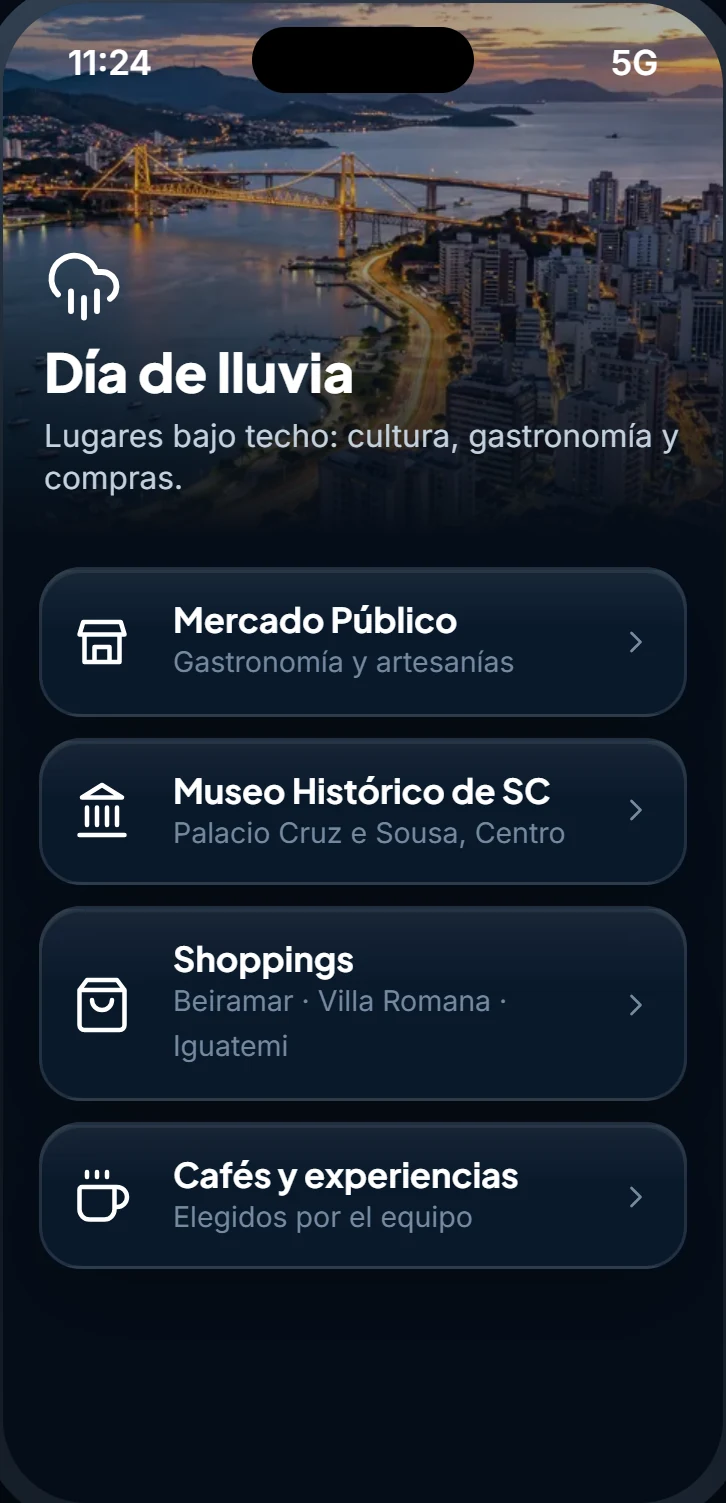 11:24
5G
Día de lluvia
Lugares bajo techo: cultura, gastronomía y
compras.
Mercado Público
Gastronomía y artesanías
Museo Histórico de SC
Palacio Cruz e Sousa, Centro
Shoppings
Beiramar · Villa Romana ·
Iguatemi
Cafés y experiencias
Elegidos por el equipo